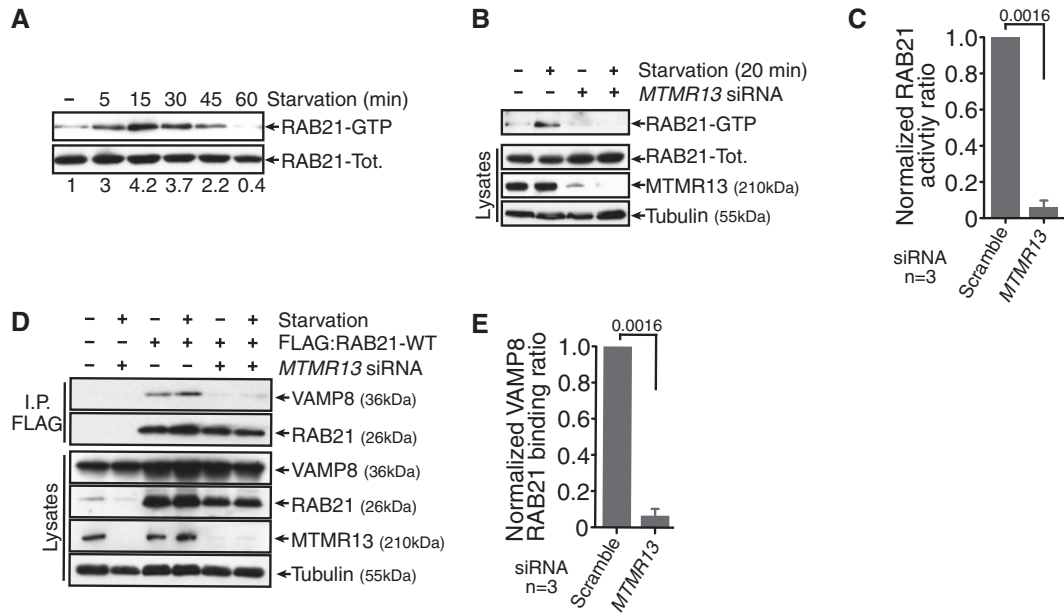 A
– 5 15 30 45 60 Starvation (min)
RAB21-GTP
RAB21-Tot.
1 3 4.2 3.7 2.2 0.4
B
– + – + Starvation (20 min)
– – + + MTMR13 siRNA
RAB21-GTP
Lysates
RAB21-Tot.
MTMR13 (210kDa)
Tubulin (55kDa)
C
0.0016
Normalized RAB21
activtiy ratio
1.0
0.8
0.6
0.4
0.2
0
siRNA
n=3
Scramble
MTMR13
D
– + – + – + Starvation
– – + + + + FLAG:RAB21-WT
– + – – + + MTMR13 siRNA
I.P.
FLAG
VAMP8 (36kDa)
RAB21 (26kDa)
Lysates
VAMP8 (36kDa)
RAB21 (26kDa)
MTMR13 (210kDa)
Tubulin (55kDa)
E
0.0016
Normalized VAMP8
RAB21 binding ratio
1.0
0.8
0.6
0.4
0.2
0
siRNA
n=3
Scramble
MTMR13